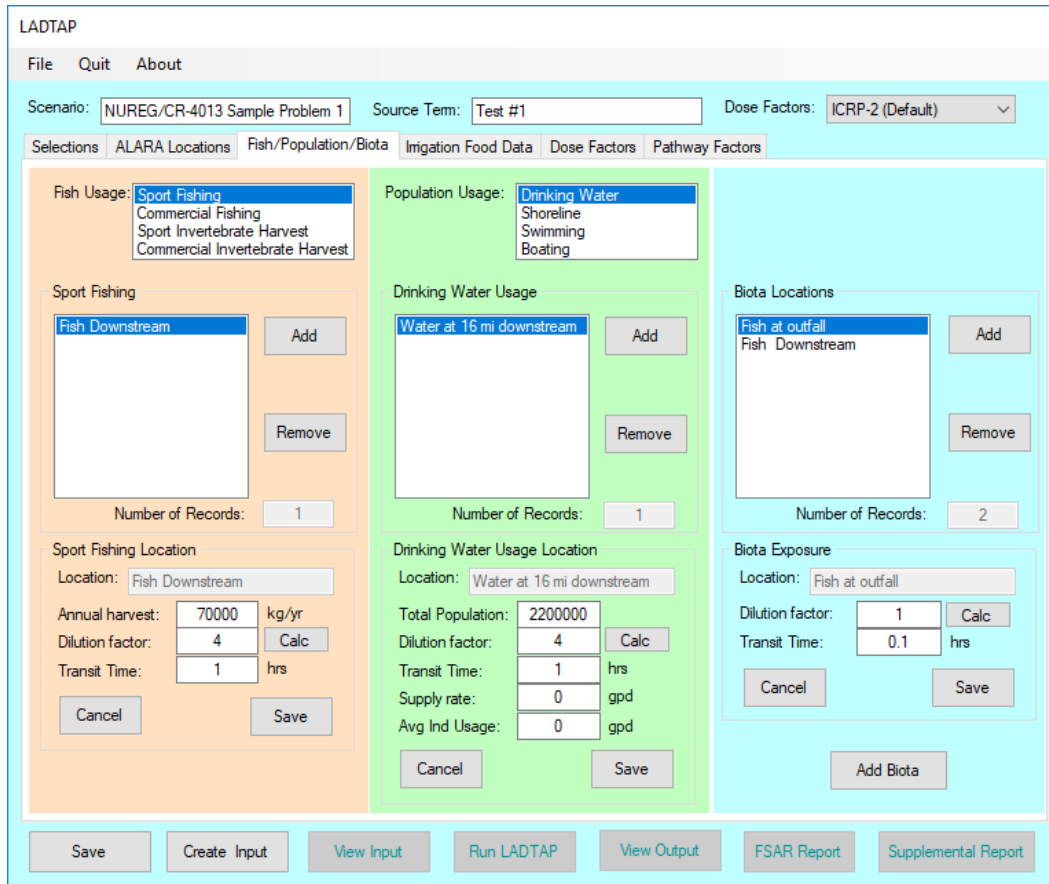 LADTAP
File Quit About
Scenario: NUREG/CR-4013 Sample Problem 1 Source Term: Test #1 Dose Factors: ICRP-2 (Default)
Selections ALARA Locations Fish/Population/Biota Irrigation Food Data Dose Factors Pathway Factors
Fish Usage: Sport Fishing
Commercial Fishing
Sport Invertebrate Harvest
Commercial Invertebrate Harvest
Sport Fishing
Fish Downstream
Add
Remove
Number of Records: 1
Sport Fishing Location
Location: Fish Downstream
Annual harvest: 70000 kg/yr
Dilution factor: 4 Calc
Transit Time: 1 hrs
Cancel Save
Population Usage: Drinking Water
Shoreline
Swimming
Boating
Drinking Water Usage
Water at 16 mi downstream
Add
Remove
Number of Records: 1
Drinking Water Usage Location
Location: Water at 16 mi downstream
Total Population: 2200000
Dilution factor: 4 Calc
Transit Time: 1 hrs
Supply rate: 0 gpd
Avg Ind Usage: 0 gpd
Cancel Save
Biota Locations
Fish at outfall
Fish Downstream
Add
Remove
Number of Records: 2
Biota Exposure
Location: Fish at outfall
Dilution factor: 1 Calc
Transit Time: 0.1 hrs
Cancel Save
Add Biota
Save Create Input View Input Run LADTAP View Output FSAR Report Supplemental Report